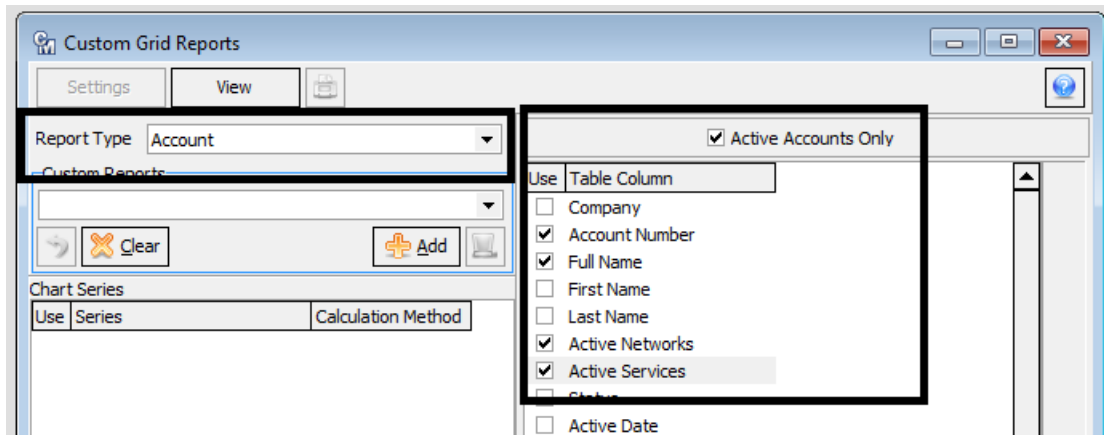 Custom Grid Reports
Settings View
Report Type Account
Active Accounts Only
Custom Reports
Clear Add
Chart Series
Use Series Calculation Method
Use Table Column
Company
Account Number
Full Name
First Name
Last Name
Active Networks
Active Services
Status
Active Date